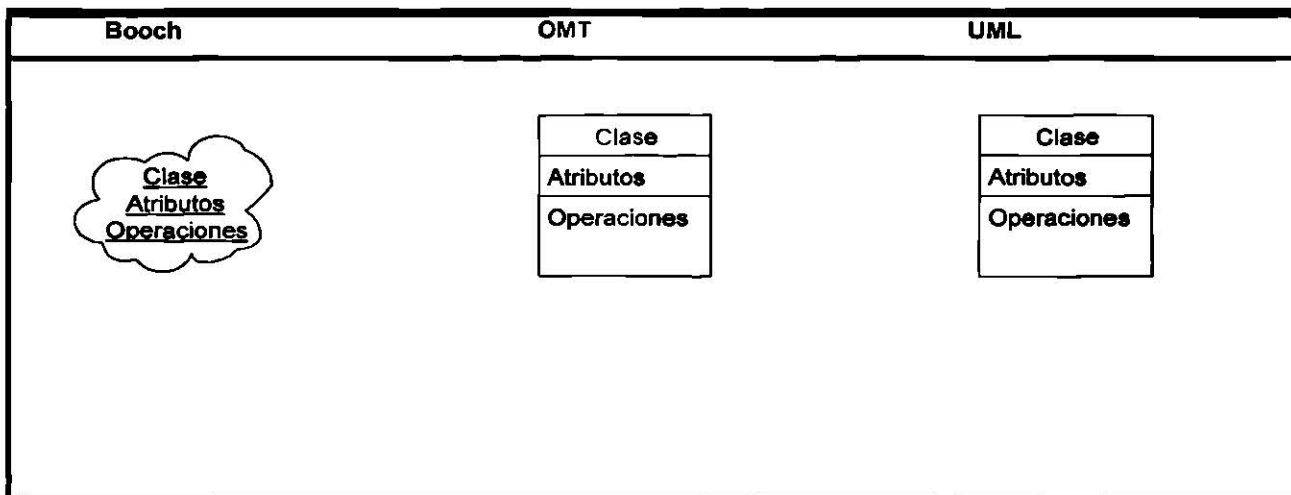 Booch OMT UML
Clase
Atributos
Operaciones
Clase
Atributos
Operaciones
Clase
Atributos
Operaciones